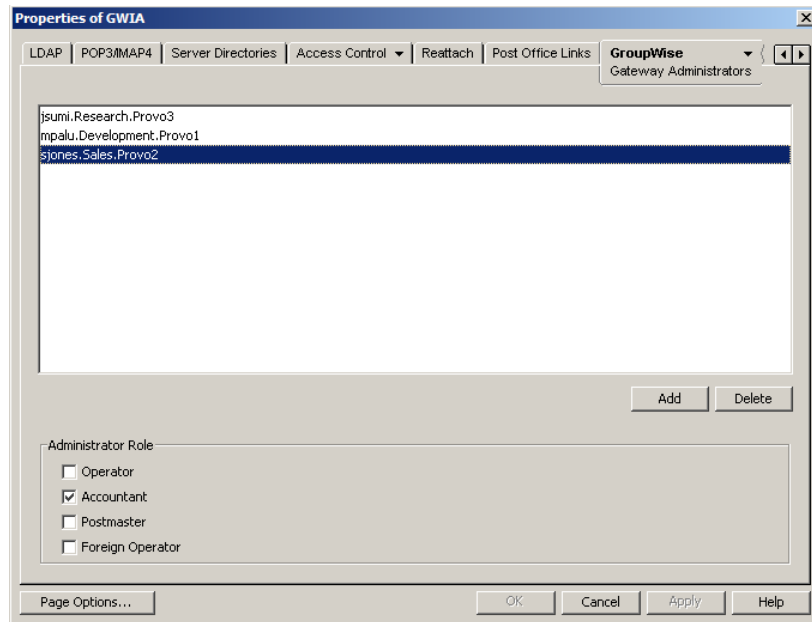 Properties of GWIA
LDAP POP3/IMAP4 Server Directories Access Control Reattach Post Office Links GroupWise
Gateway Administrators
jsumi.Research.Provo3
mpalu.Development.Provo1
sjones.Sales.Provo2
Add Delete
Administrator Role
Operator
Accountant
Postmaster
Foreign Operator
Page Options... OK Cancel Apply Help